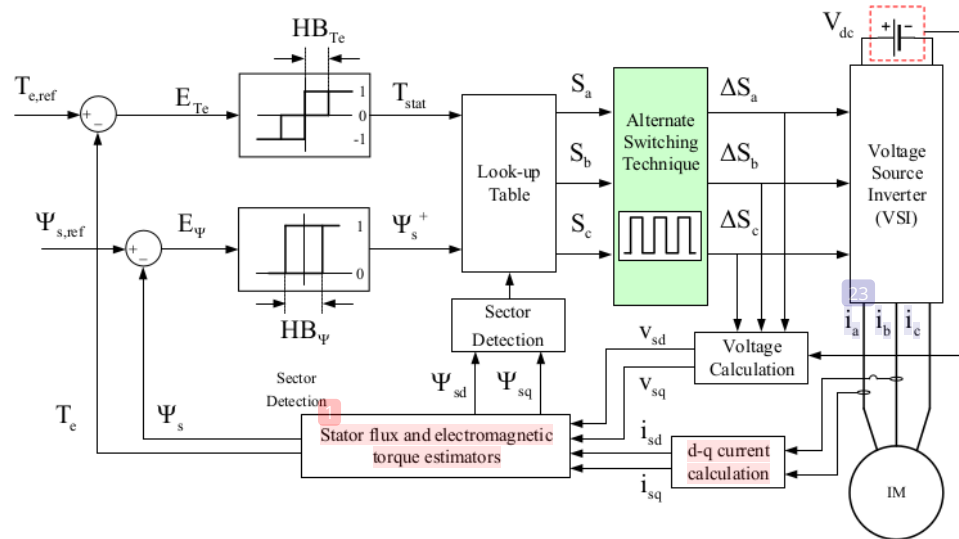 HB_Te
V_dc
+ −
T_e,ref
E_Te
1
0
-1
T_stat
S_a
ΔS_a
+
−
Look-up
Table
Alternate
Switching
Technique
S_b
ΔS_b
Voltage
Source
Inverter
(VSI)
Ψ_s,ref
E_Ψ
1
0
Ψ_s^+
S_c
ΔS_c
+
−
HB_Ψ
23
i_a i_b i_c
Sector
Detection
v_sd
Voltage
Calculation
v_sq
Ψ_sd
Ψ_sq
Sector
Detection
T_e
Ψ_s
1
Stator flux and electromagnetic
torque estimators
i_sd
i_sq
d-q current
calculation
IM